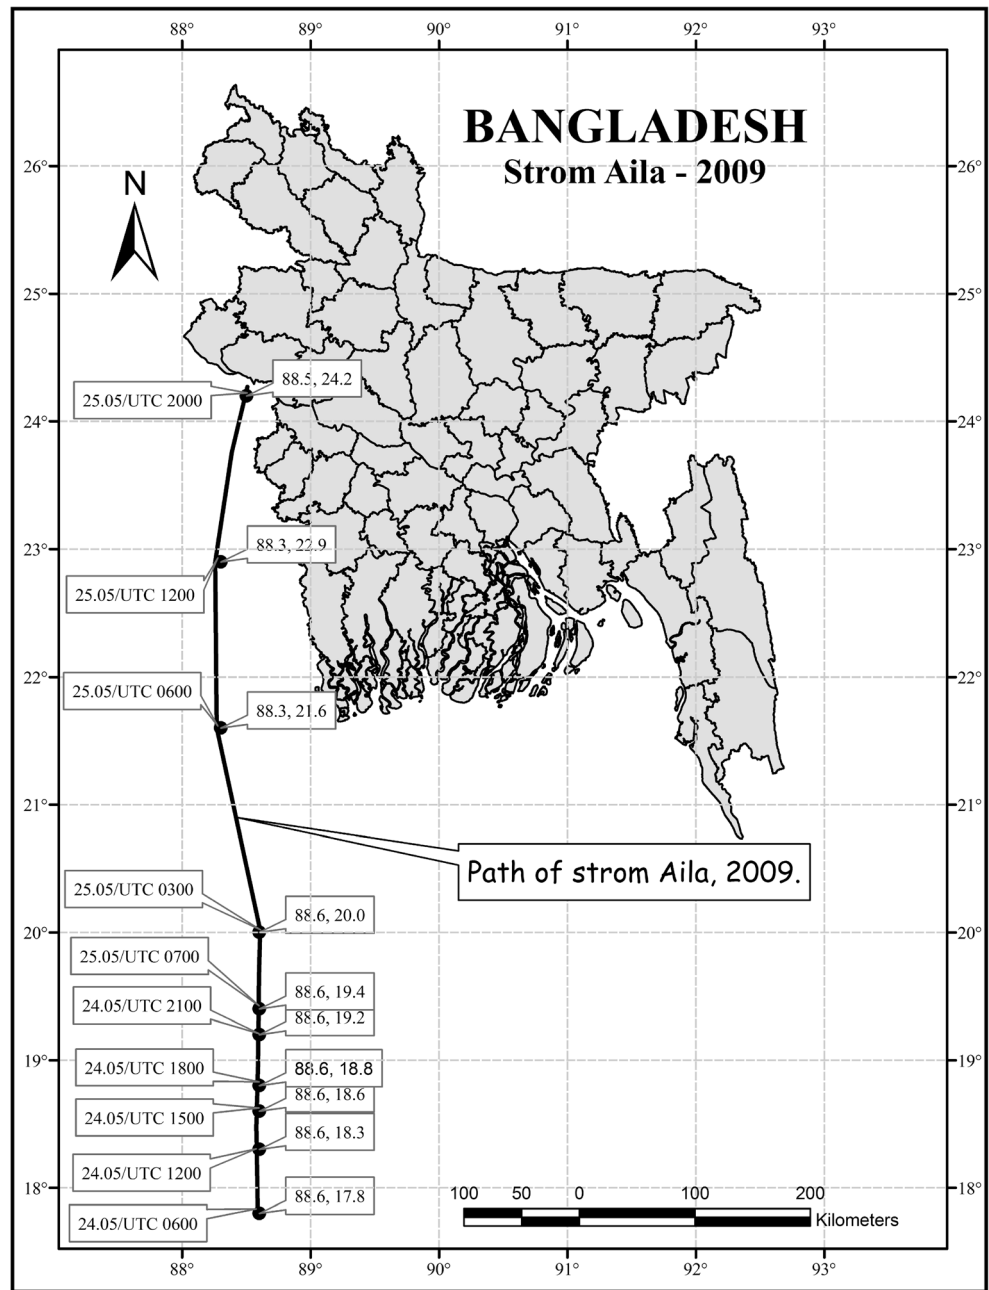 88° 89° 90° 91° 92° 93°
BANGLADESH
Strom Aila - 2009
N
26° 26°
25° 25°
88.5, 24.2
25.05/UTC 2000
24° 24°
88.3, 22.9
23° 23°
25.05/UTC 1200
22° 22°
25.05/UTC 0600
88.3, 21.6
21° 21°
Path of strom Aila, 2009.
25.05/UTC 0300
88.6, 20.0
20° 20°
25.05/UTC 0700
88.6, 19.4
24.05/UTC 2100
88.6, 19.2
19° 19°
24.05/UTC 1800
88.6, 18.8
88.6, 18.6
24.05/UTC 1500
88.6, 18.3
24.05/UTC 1200
18° 18°
88.6, 17.8
24.05/UTC 0600
100 50 0 100 200
Kilometers
88° 89° 90° 91° 92° 93°